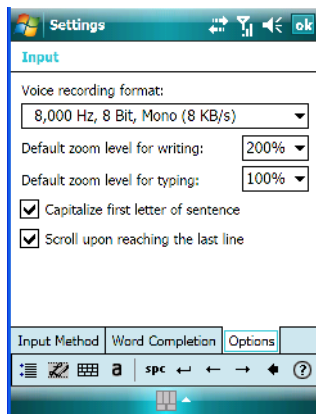 Settings
ok
Input
Voice recording format:
8,000 Hz, 8 Bit, Mono (8 KB/s)
Default zoom level for writing: 200%
Default zoom level for typing: 100%
Capitalize first letter of sentence
Scroll upon reaching the last line
Input Method Word Completion Options
a spc ?